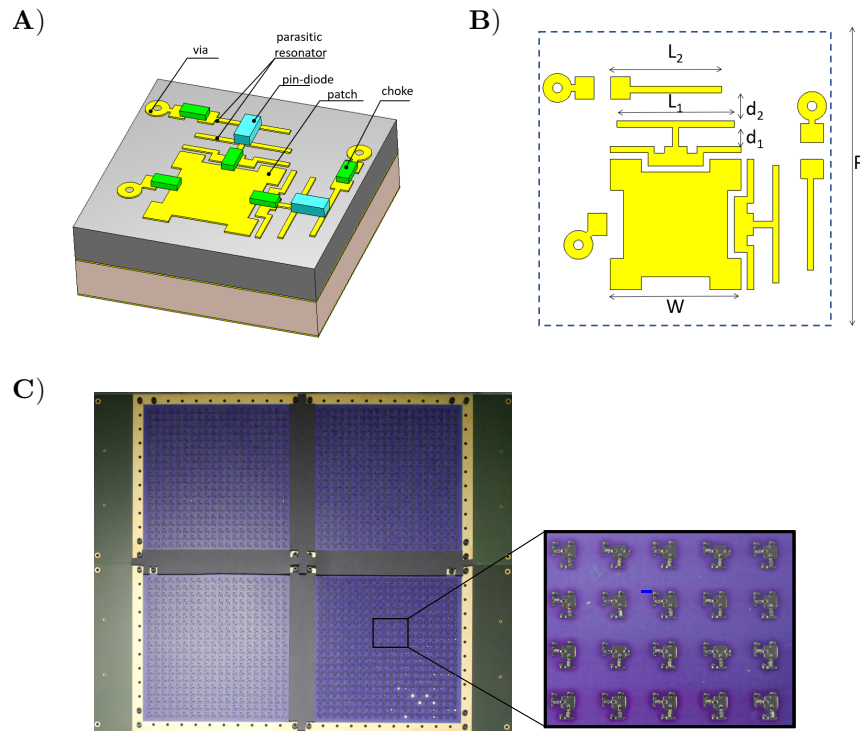 A)
via
parasitic
resonator
pin-diode
patch
choke
B)
L2
L1
d2
d1
P
W
C)